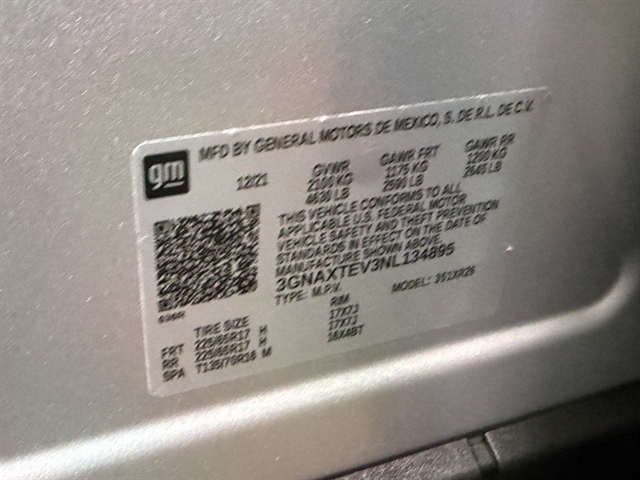 gm
MFD BY GENERAL MOTORS DE MEXICO, S. DE R.L. DE C.V.
12/21 GVWR GAWR FRT GAWR RR
2100 KG 1175 KG 1200 KG
4630 LB 2590 LB 2645 LB
THIS VEHICLE CONFORMS TO ALL
APPLICABLE U.S. FEDERAL MOTOR
VEHICLE SAFETY AND THEFT PREVENTION
STANDARDS IN EFFECT ON THE DATE OF
MANUFACTURE SHOWN ABOVE.
3GNAXTEV3NL134895
TYPE: M.P.V. MODEL: 3S1XR26
TIRE SIZE RIM
FRT 225/65R17 H 17X7J
RR 225/65R17 H 17X7J
SPA T135/70R16 M 16X4BT